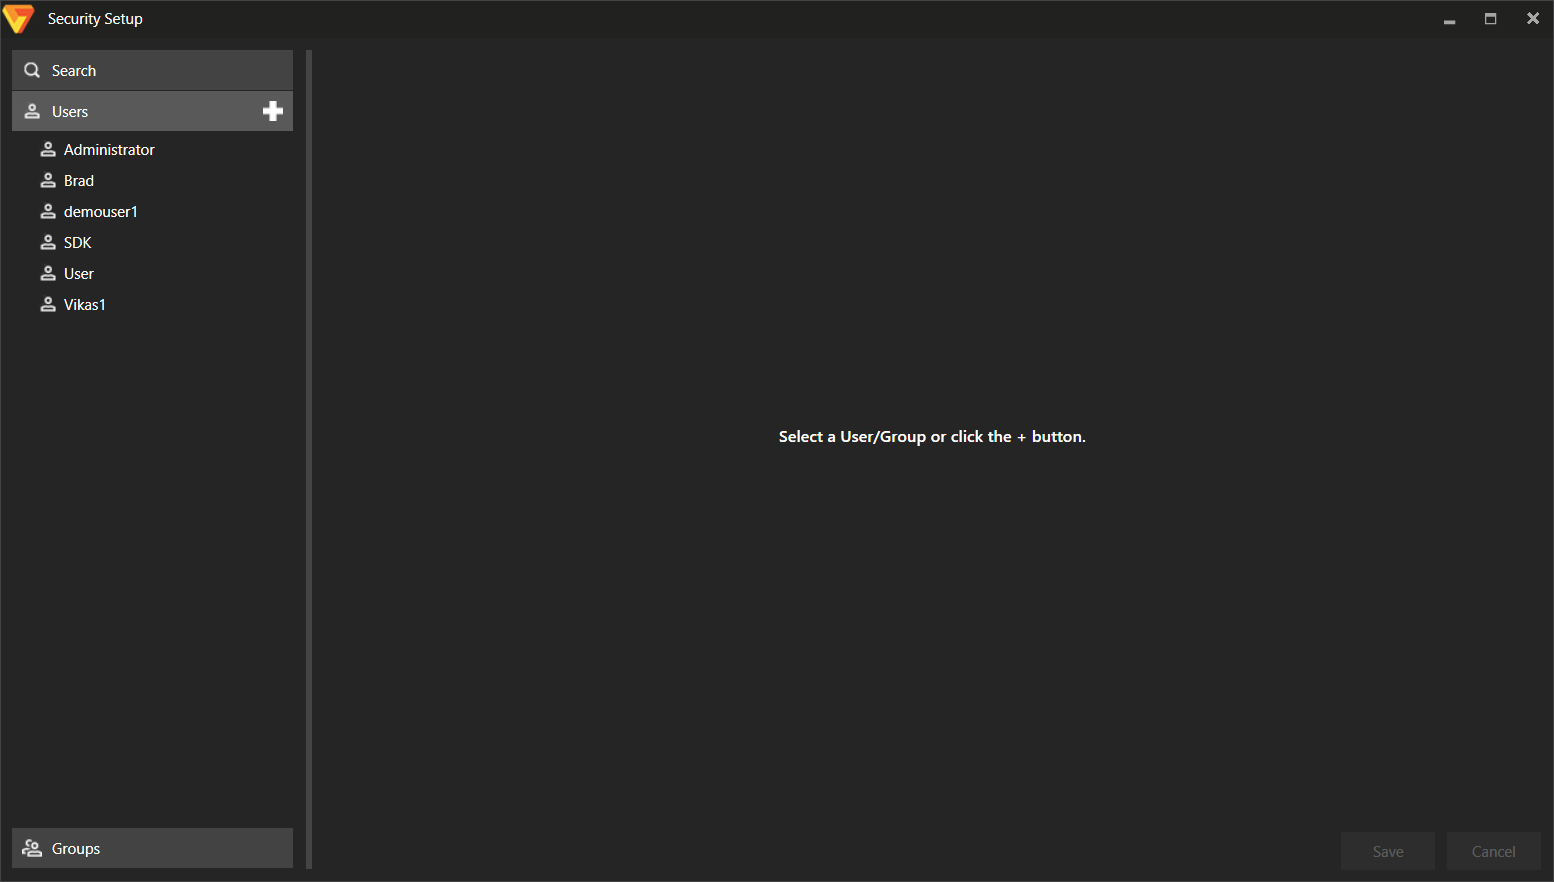 Security Setup
Search
Users
Administrator
Brad
demouser1
SDK
User
Vikas1
Select a User/Group or click the + button.
Groups
Save
Cancel